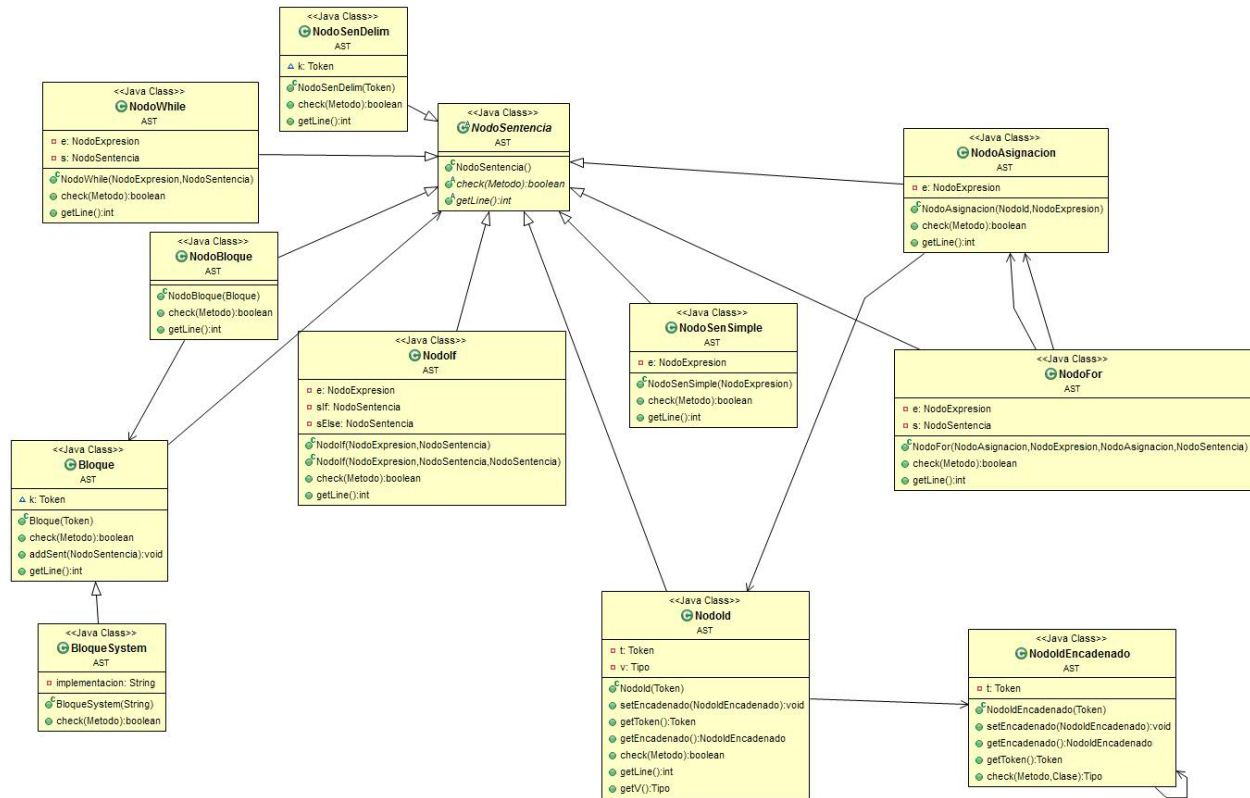 <<Java Class>>
NodoSenDelim
AST
k: Token
NodoSenDelim(Token)
check(Metodo):boolean
getLine():int
<<Java Class>>
NodoWhile
AST
e: NodoExpresion
s: NodoSentencia
NodoWhile(NodoExpresion,NodoSentencia)
check(Metodo):boolean
getLine():int
<<Java Class>>
NodoSentencia
AST
NodoSentencia()
check(Metodo):boolean
getLine():int
<<Java Class>>
NodoAsignacion
AST
e: NodoExpresion
NodoAsignacion(NodoId,NodoExpresion)
check(Metodo):boolean
getLine():int
<<Java Class>>
NodoBloque
AST
NodoBloque(Bloque)
check(Metodo):boolean
getLine():int
<<Java Class>>
NodoIf
AST
e: NodoExpresion
sIf: NodoSentencia
sElse: NodoSentencia
NodoIf(NodoExpresion,NodoSentencia)
NodoIf(NodoExpresion,NodoSentencia,NodoSentencia)
check(Metodo):boolean
getLine():int
<<Java Class>>
NodoSenSimple
AST
e: NodoExpresion
NodoSenSimple(NodoExpresion)
check(Metodo):boolean
getLine():int
<<Java Class>>
NodoFor
AST
e: NodoExpresion
s: NodoSentencia
NodoFor(NodoAsignacion,NodoExpresion,NodoAsignacion,NodoSentencia)
check(Metodo):boolean
getLine():int
<<Java Class>>
Bloque
AST
k: Token
Bloque(Token)
check(Metodo):boolean
addSent(NodoSentencia):void
getLine():int
<<Java Class>>
BloqueSystem
AST
implementacion: String
BloqueSystem(String)
check(Metodo):boolean
<<Java Class>>
NodoId
AST
t: Token
v: Tipo
NodoId(Token)
setEncadenado(NodoIdEncadenado):void
getToken():Token
getEncadenado():NodoIdEncadenado
check(Metodo):boolean
getLine():int
getV():Tipo
<<Java Class>>
NodoIdEncadenado
AST
t: Token
NodoIdEncadenado(Token)
setEncadenado(NodoIdEncadenado):void
getEncadenado():NodoIdEncadenado
getToken():Token
check(Metodo,Clase):Tipo